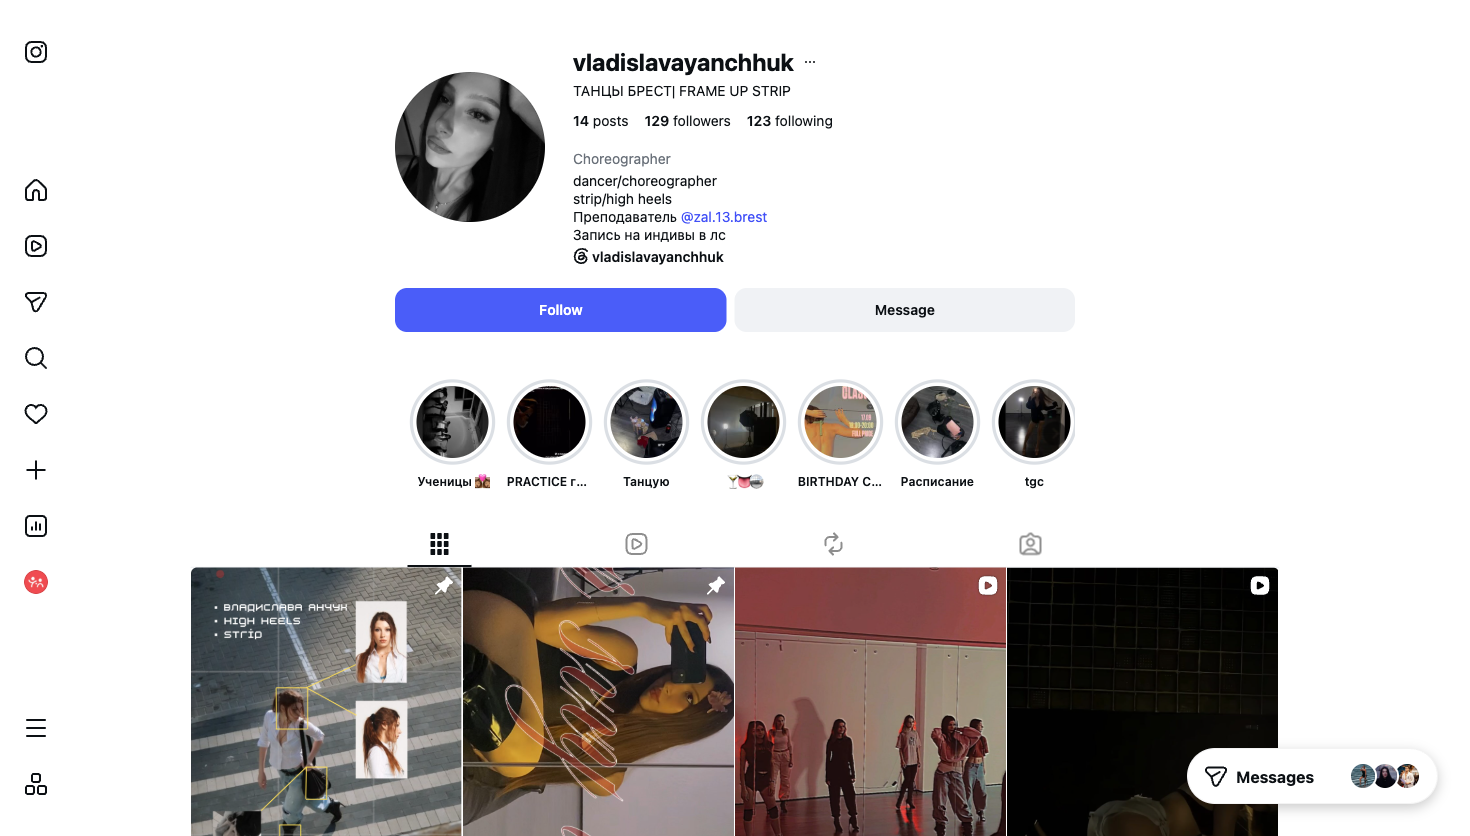 vladislavayanchhuk ...
ТАНЦЫ БРЕСТ| FRAME UP STRIP
14 posts 129 followers 123 following
Choreographer
dancer/choreographer
strip/high heels
Преподаватель @zal.13.brest
Запись на индивы в лс
vladislavayanchhuk
Follow Message
Ученицы PRACTICE г... Танцую BIRTHDAY C... Расписание tgc
• ВЛАДИСЛАВА ЯНЧУК
• HIGH HEELS
• strip
Messages